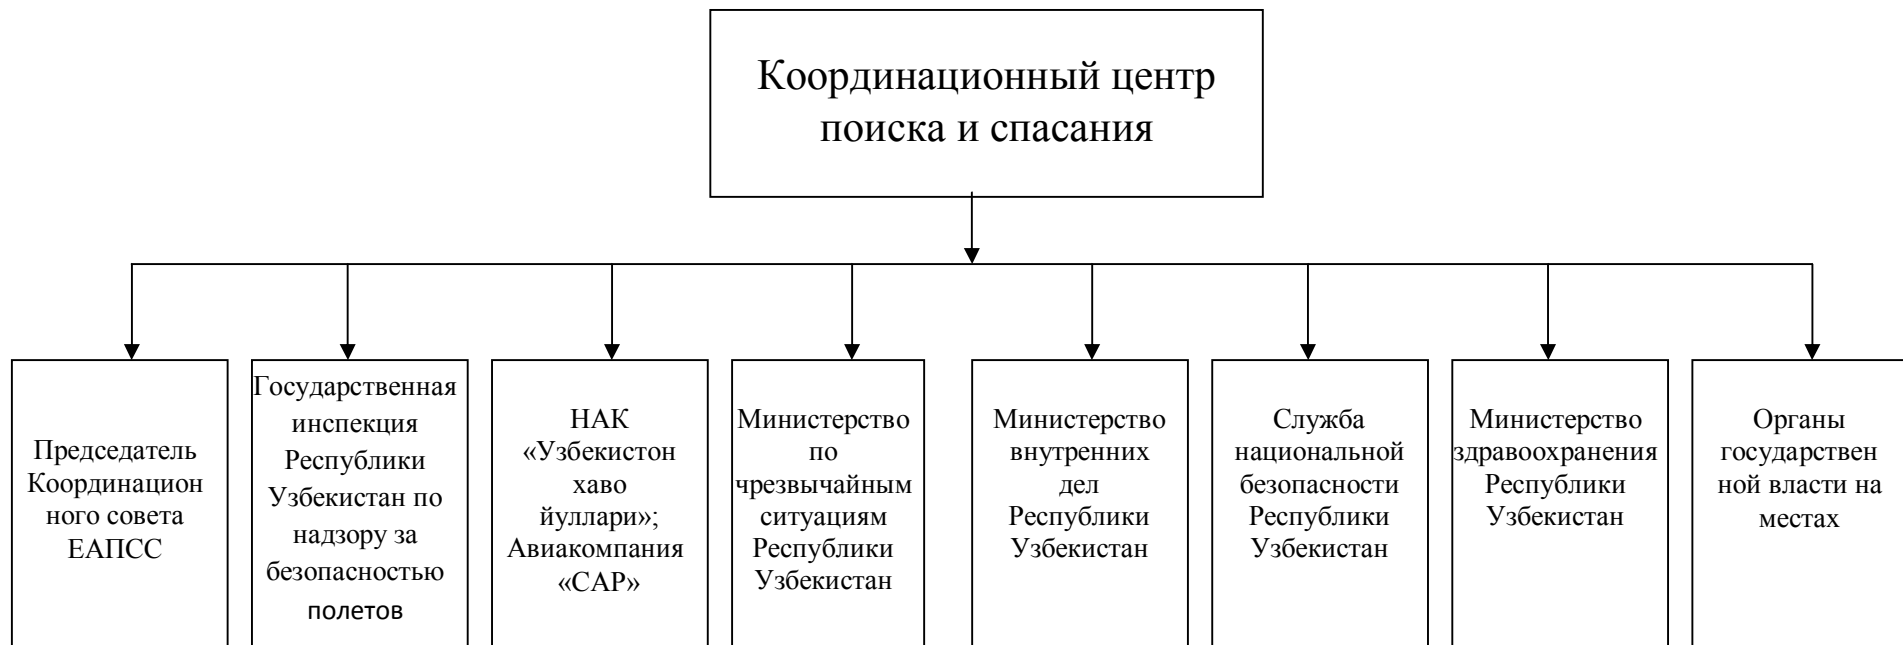 Координационный центр
поиска и спасания
Председатель
Координацион
ного совета
ЕАПСС
Государственная
инспекция
Республики
Узбекистан по
надзору за
безопасностью
полетов
НАК
«Узбекистон
хаво
йуллари»;
Авиакомпания
«САР»
Министерство
по
чрезвычайным
ситуациям
Республики
Узбекистан
Министерство
внутренних
дел
Республики
Узбекистан
Служба
национальной
безопасности
Республики
Узбекистан
Министерство
здравоохранения
Республики
Узбекистан
Органы
государствен
ной власти на
местах